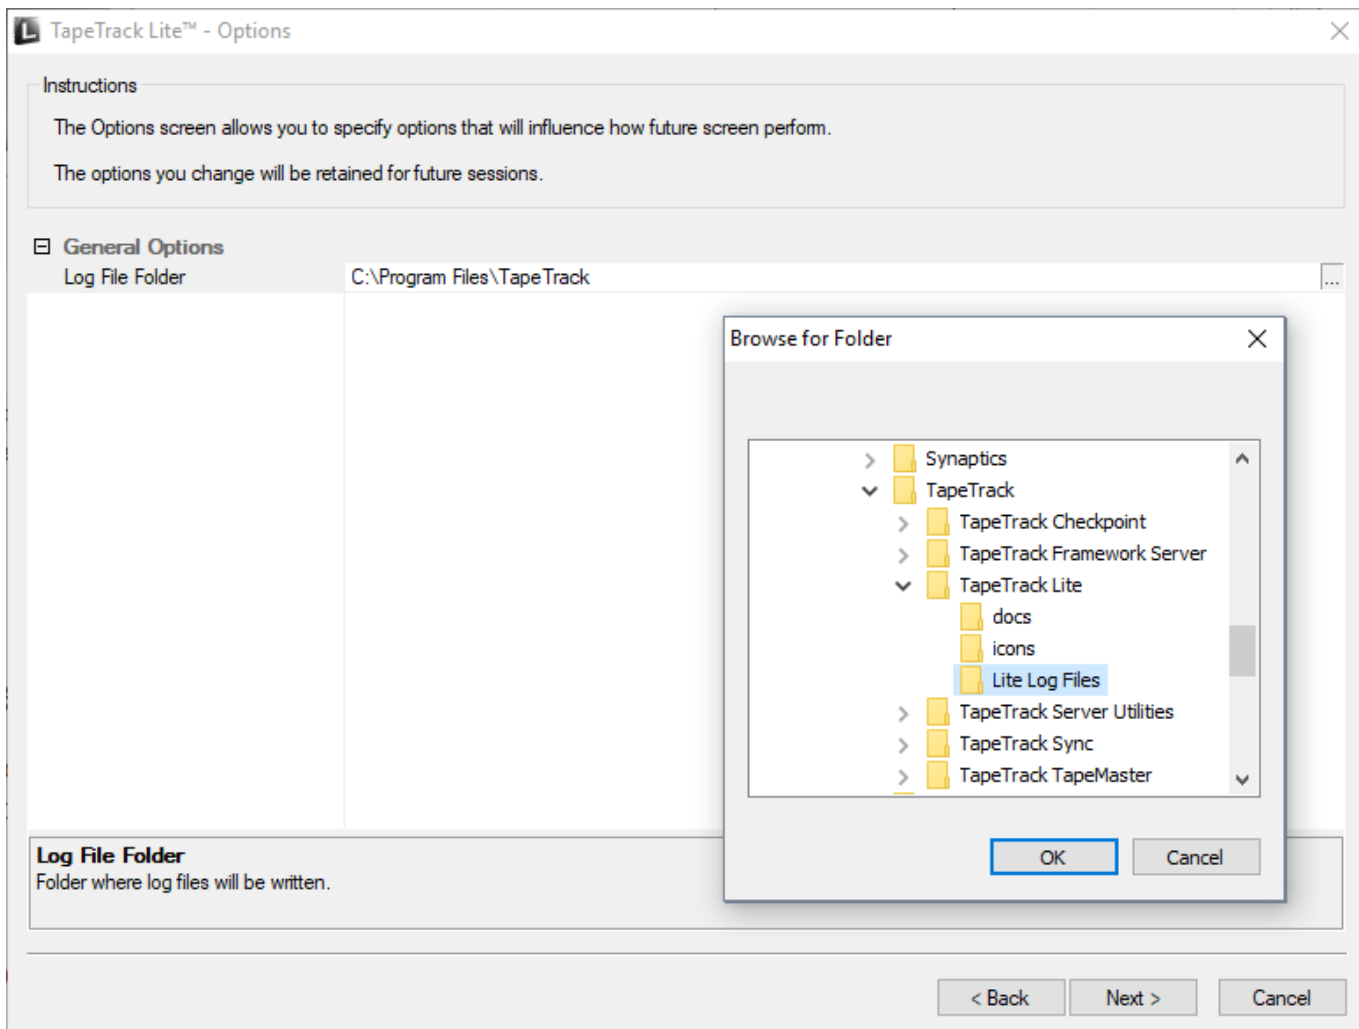 TapeTrack Lite™ - Options
Instructions
The Options screen allows you to specify options that will influence how future screen perform.
The options you change will be retained for future sessions.
General Options
Log File Folder C:\Program Files\TapeTrack ...
Browse for Folder
Synaptics
TapeTrack
TapeTrack Checkpoint
TapeTrack Framework Server
TapeTrack Lite
docs
icons
Lite Log Files
TapeTrack Server Utilities
TapeTrack Sync
TapeTrack TapeMaster
OK Cancel
Log File Folder
Folder where log files will be written.
< Back Next > Cancel